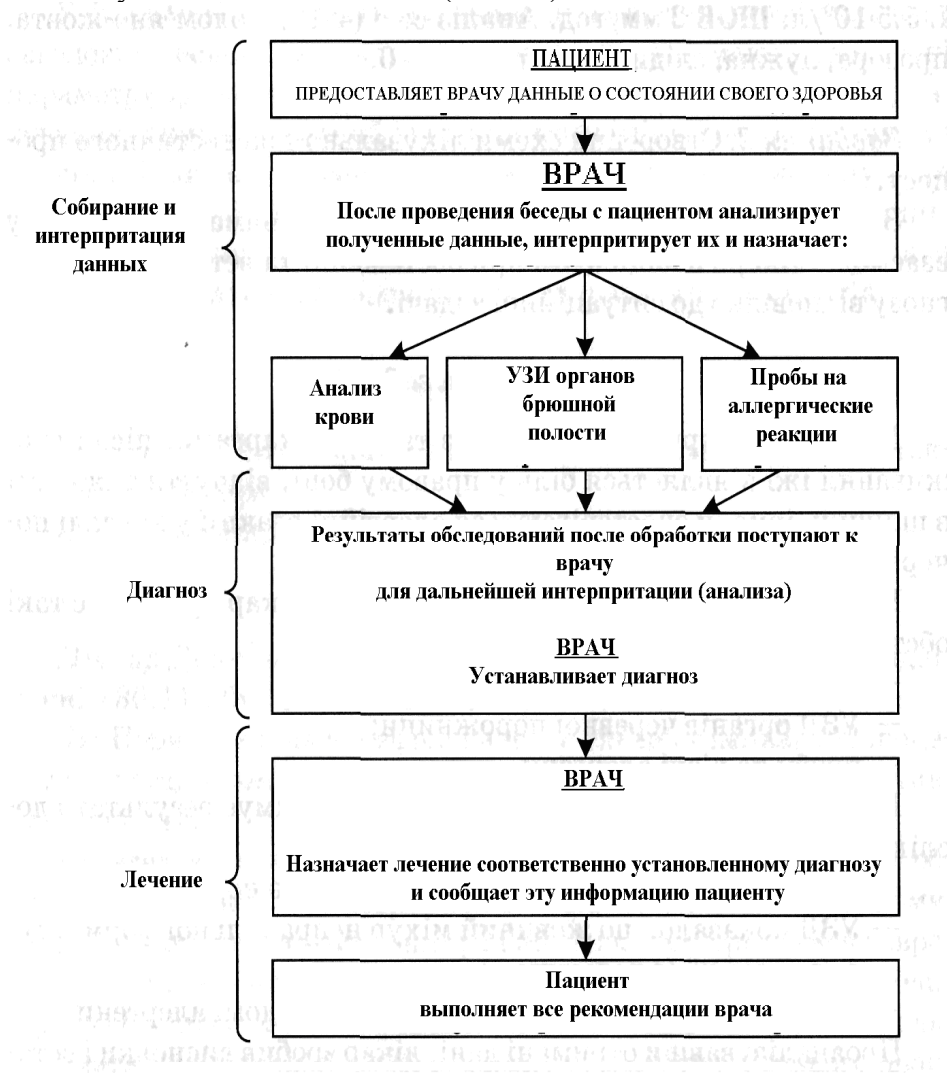 ПАЦИЕНТ
ПРЕДОСТАВЛЯЕТ ВРАЧУ ДАННЫЕ О СОСТОЯНИИ СВОЕГО ЗДОРОВЬЯ
ВРАЧ
После проведения беседы с пациентом анализирует
полученные данные, интерпритирует их и назначает:
Собирание и
интерпритация
данных
Анализ
крови
УЗИ органов
брюшной
полости
Пробы на
аллергические
реакции
Результаты обследований после обработки поступают к
врачу
для дальнейшей интерпритации (анализа)
ВРАЧ
Устанавливает диагноз
Диагноз
ВРАЧ
Назначает лечение соответственно установленному диагнозу
и сообщает эту информацию пациенту
Лечение
Пациент
выполняет все рекомендации врача